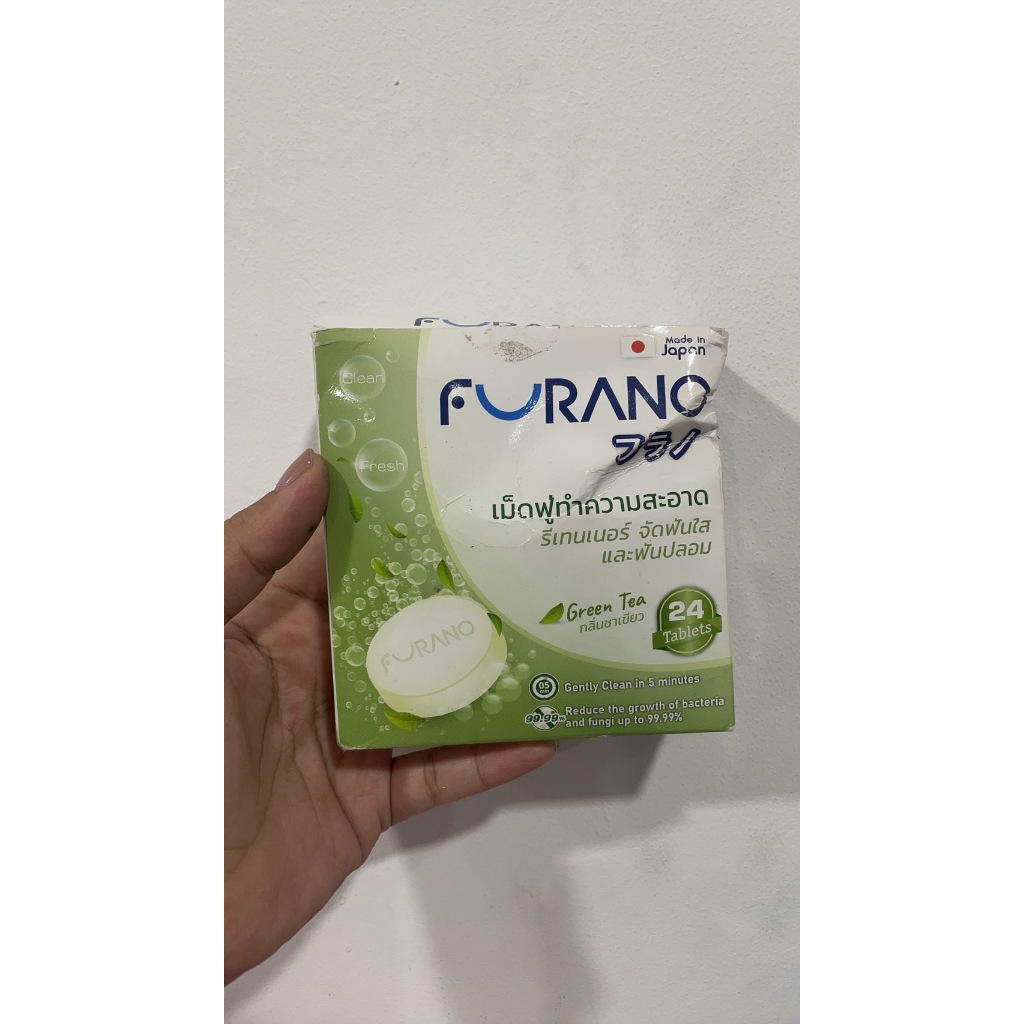 Made in
Japan
FURANO
フラノ
Clean
Fresh
เม็ดฟู่ทำความสะอาด
รีเทนเนอร์ จัดฟันใส
และฟันปลอม
Green Tea
กลิ่นชาเขียว
24
Tablets
FURANO
05
Gently Clean in 5 minutes
99.99%
Reduce the growth of bacteria
and fungi up to 99.99%